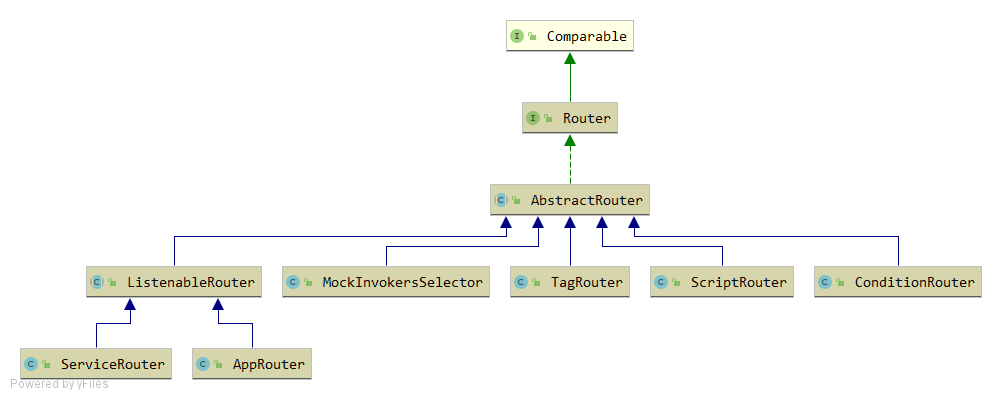 Comparable
Router
AbstractRouter
ListenableRouter
MockInvokersSelector
TagRouter
ScriptRouter
ConditionRouter
ServiceRouter
AppRouter
Powered by yFiles